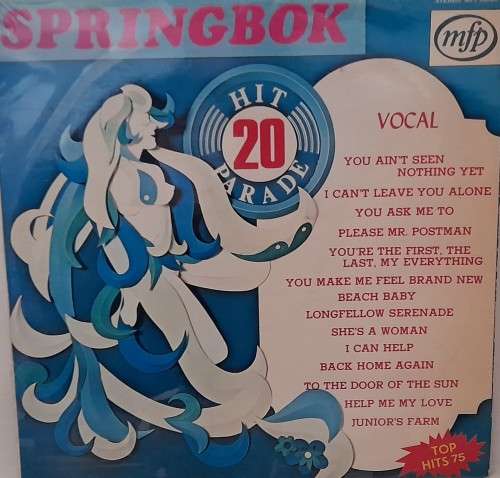 SPRINGBOK
mfp
HIT
20
PARADE
VOCAL
YOU AIN'T SEEN
NOTHING YET
I CAN'T LEAVE YOU ALONE
YOU ASK ME TO
PLEASE MR. POSTMAN
YOU'RE THE FIRST, THE
LAST, MY EVERYTHING
YOU MAKE ME FEEL BRAND NEW
BEACH BABY
LONGFELLOW SERENADE
SHE'S A WOMAN
I CAN HELP
BACK HOME AGAIN
TO THE DOOR OF THE SUN
HELP ME MY LOVE
JUNIOR'S FARM
TOP
HITS 75